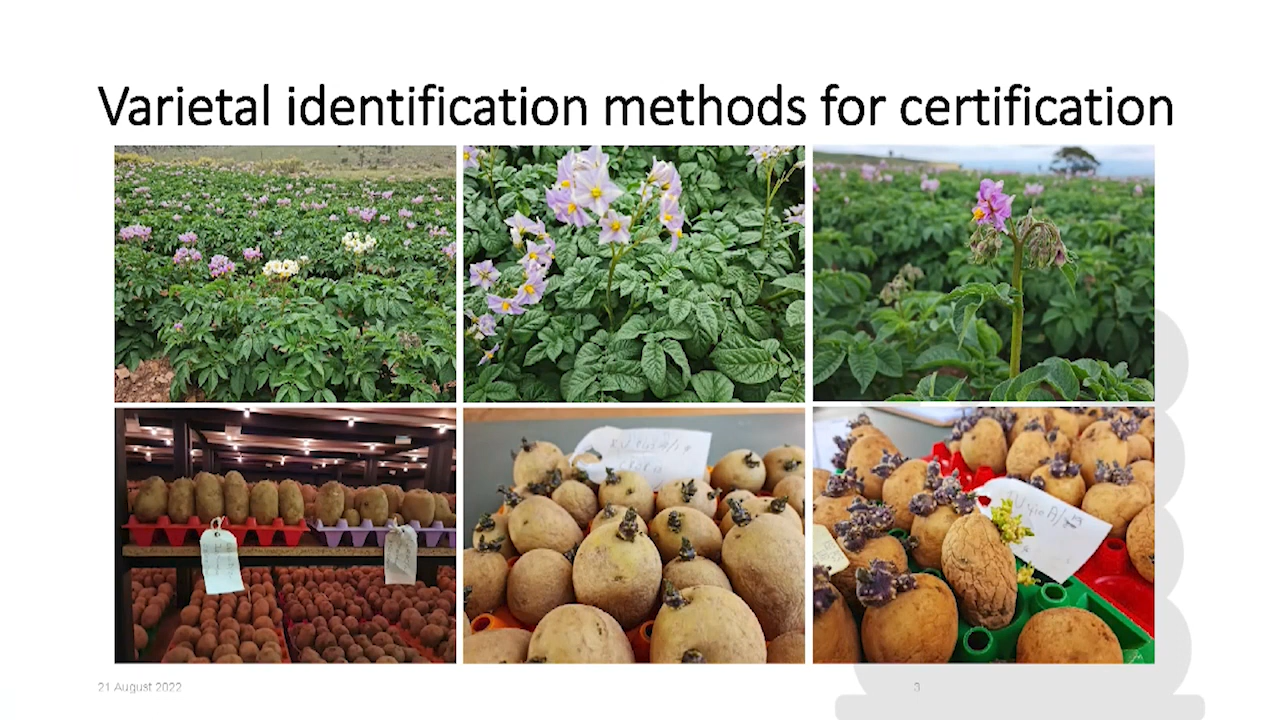 Varietal identification methods for certification
21 August 2022
3